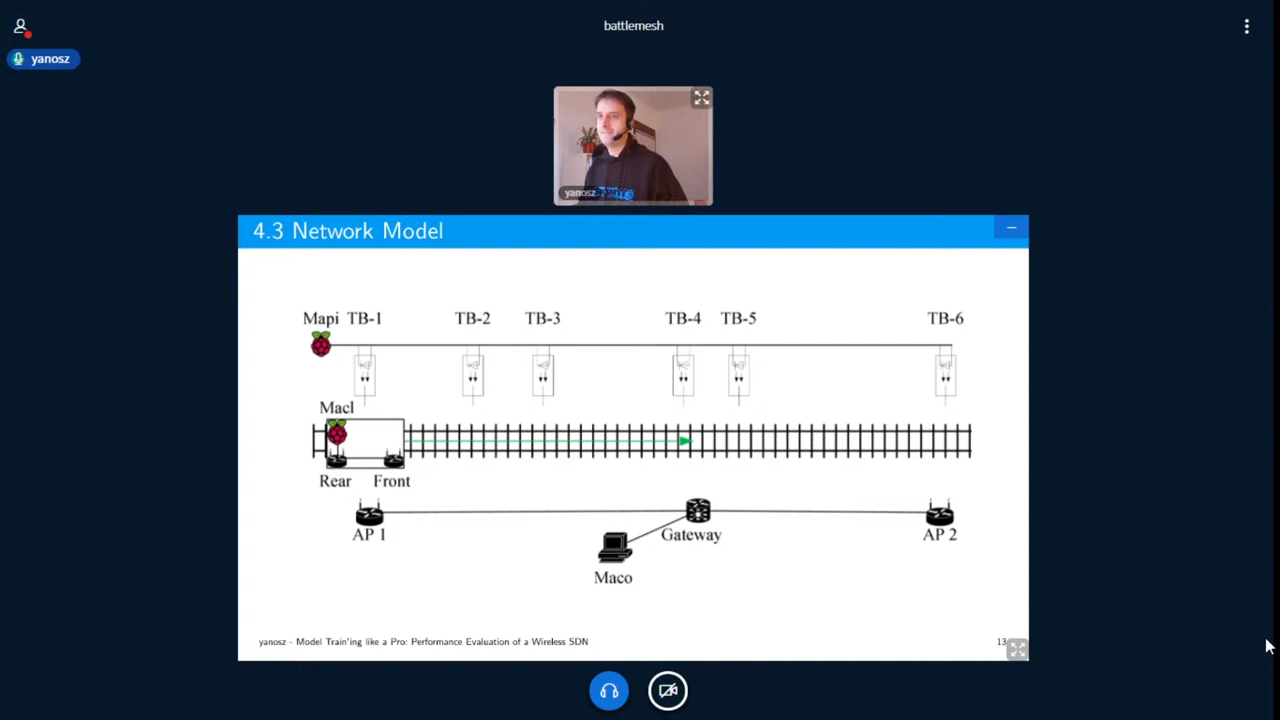 battlemesh
yanosz
yanosz
4.3 Network Model
Mapi TB-1 TB-2 TB-3 TB-4 TB-5 TB-6
Macl
Rear Front
AP 1 Gateway AP 2
Maco
yanosz - Model Train'ing like a Pro: Performance Evaluation of a Wireless SDN
13